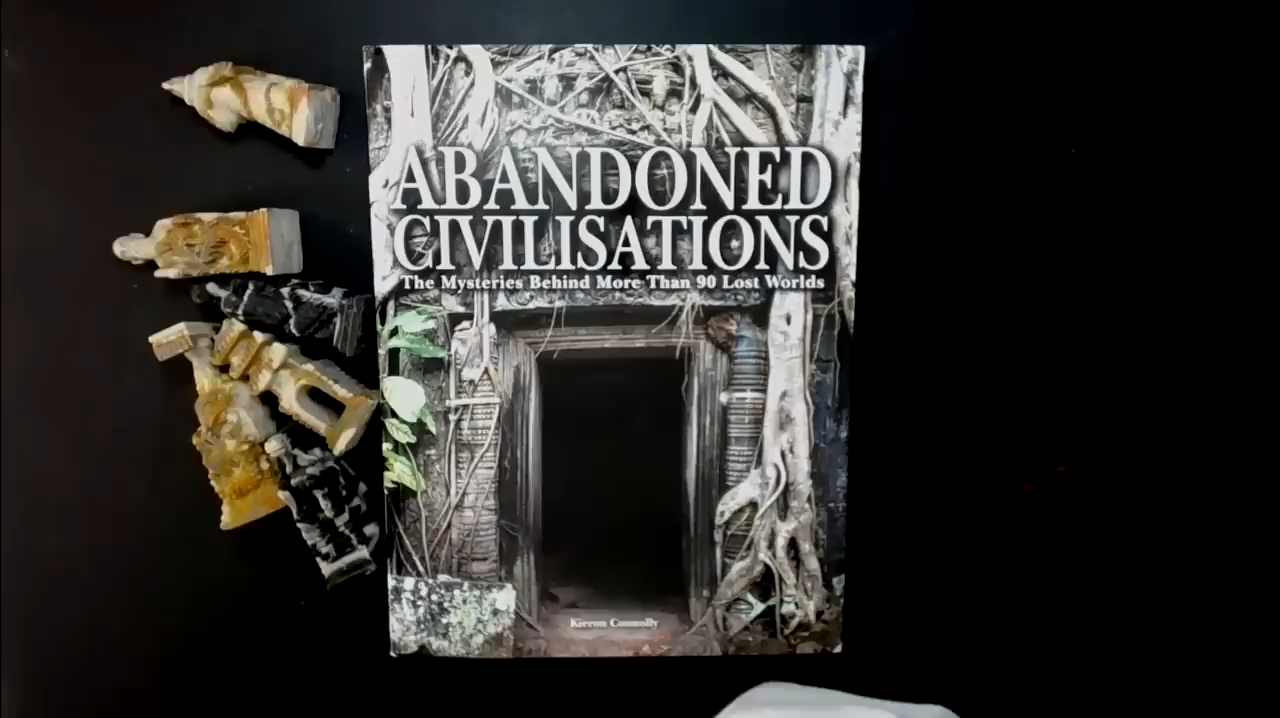 ABANDONED
CIVILISATIONS
The Mysteries Behind More Than 90 Lost Worlds
Kieron Connolly